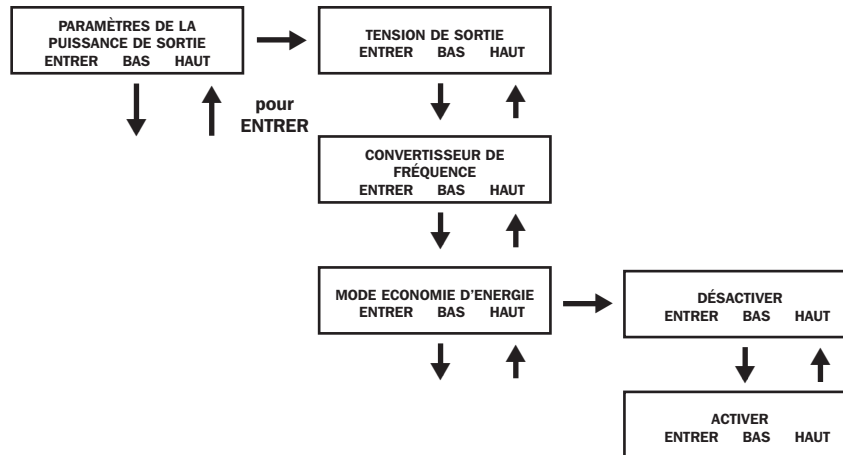 PARAMÈTRES DE LA
PUISSANCE DE SORTIE
ENTRER BAS HAUT
pour
ENTRER
TENSION DE SORTIE
ENTRER BAS HAUT
CONVERTISSEUR DE
FRÉQUENCE
ENTRER BAS HAUT
MODE ECONOMIE D'ENERGIE
ENTRER BAS HAUT
DÉSACTIVER
ENTRER BAS HAUT
ACTIVER
ENTRER BAS HAUT